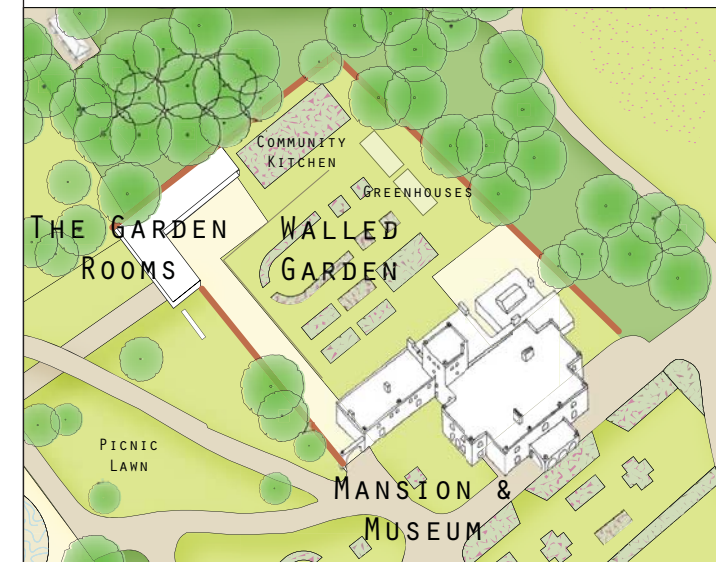 Community
Kitchen
Greenhouses
The Garden
Rooms
Walled
Garden
Picnic
Lawn
Mansion &
Museum